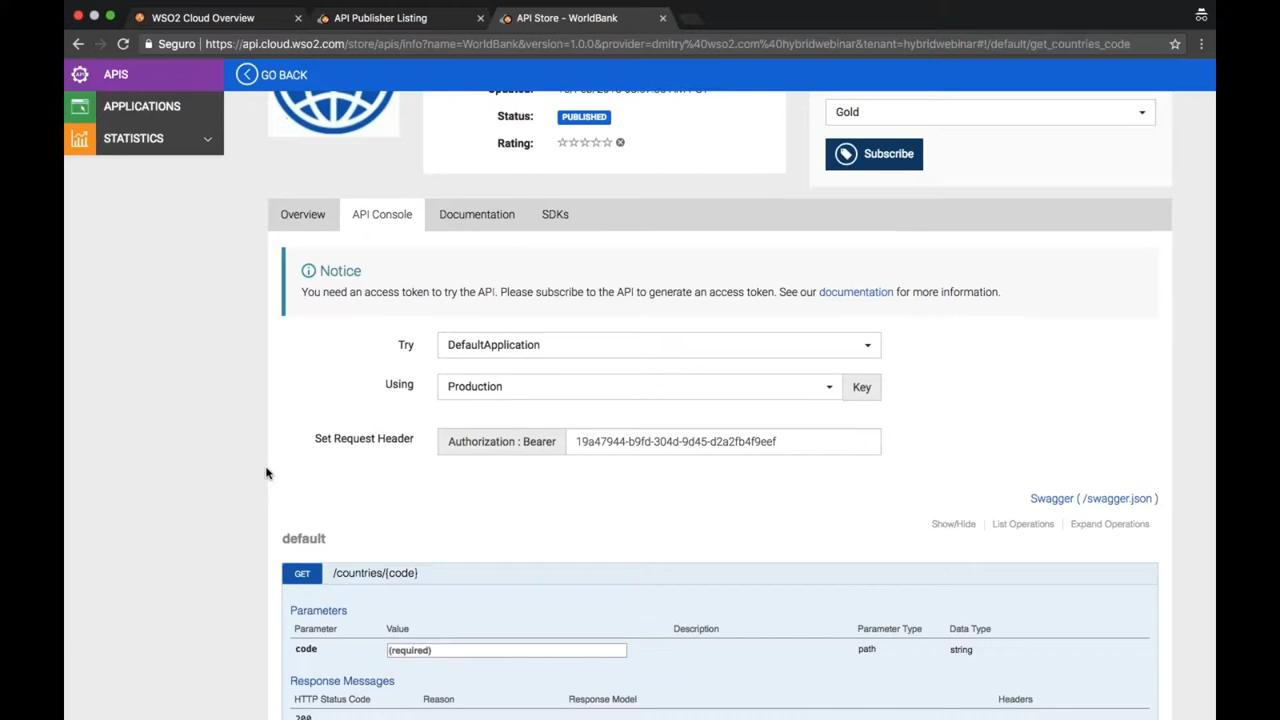 WSO2 Cloud Overview
API Publisher Listing
API Store - WorldBank
Seguro
https://api.cloud.wso2.com/store/apis/info?name=WorldBank&version=1.0.0&provider=dmitry%40wso2.com%40hybridwebinar&tenant=hybridwebinar#!/default/get_countries_code
APIS
GO BACK
APPLICATIONS
STATISTICS
Gold
Status: PUBLISHED
Rating:
Subscribe
Overview
API Console
Documentation
SDKs
Notice
You need an access token to try the API. Please subscribe to the API to generate an access token. See our documentation for more information.
Try DefaultApplication
Using Production Key
Set Request Header Authorization : Bearer 19a47944-b9fd-304d-9d45-d2a2fb4f9eef
Swagger ( /swagger.json )
Show/Hide List Operations Expand Operations
default
GET /countries/{code}
Parameters
Parameter Value Description Parameter Type Data Type
code (required) path string
Response Messages
HTTP Status Code Reason Response Model Headers
200